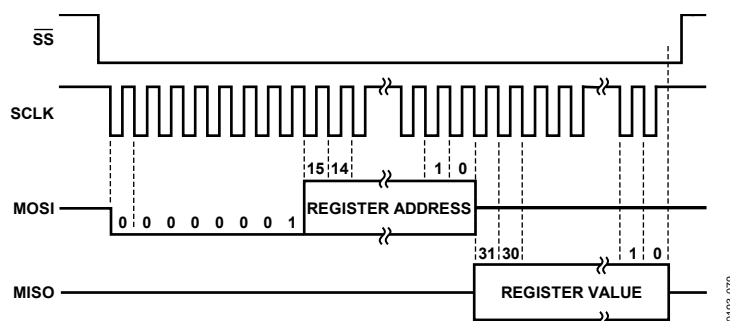 SS
SCLK
15 14 1 0
MOSI 0 0 0 0 0 0 0 1 REGISTER ADDRESS
31 30 1 0
MISO REGISTER VALUE